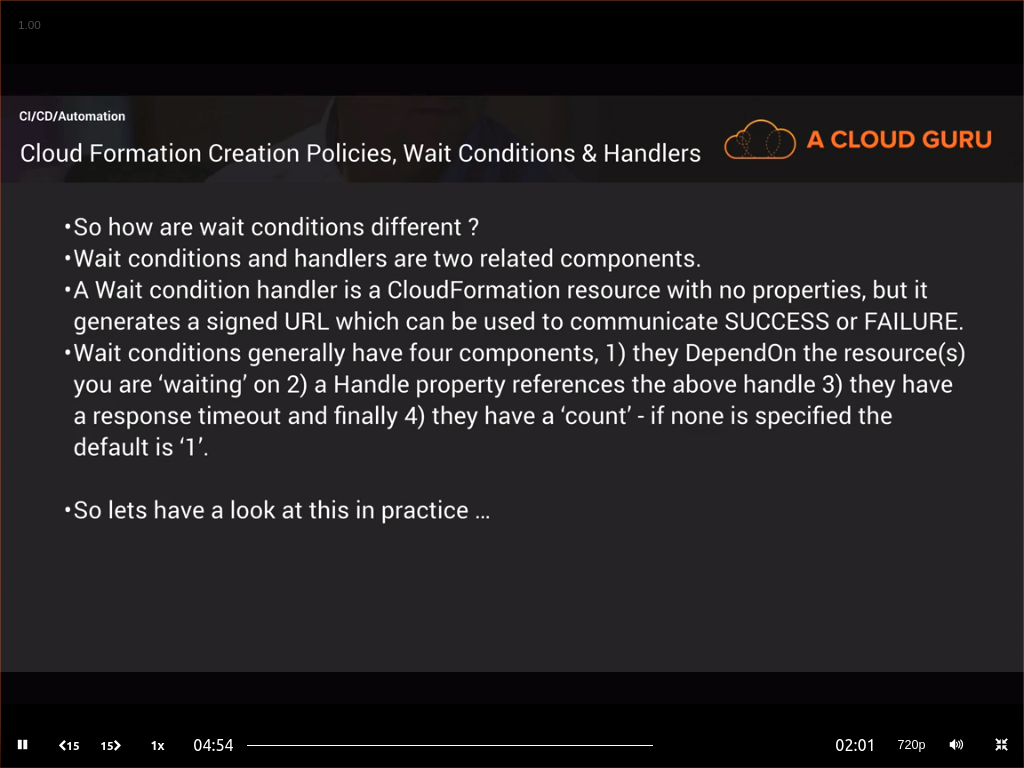 1.00
CI/CD/Automation
Cloud Formation Creation Policies, Wait Conditions & Handlers
A CLOUD GURU
•So how are wait conditions different ?
•Wait conditions and handlers are two related components.
•A Wait condition handler is a CloudFormation resource with no properties, but it
generates a signed URL which can be used to communicate SUCCESS or FAILURE.
•Wait conditions generally have four components, 1) they DependOn the resource(s)
you are ‘waiting’ on 2) a Handle property references the above handle 3) they have
a response timeout and finally 4) they have a ‘count’ - if none is specified the
default is ‘1’.
•So lets have a look at this in practice …
15 15 1x 04:54 02:01 720p